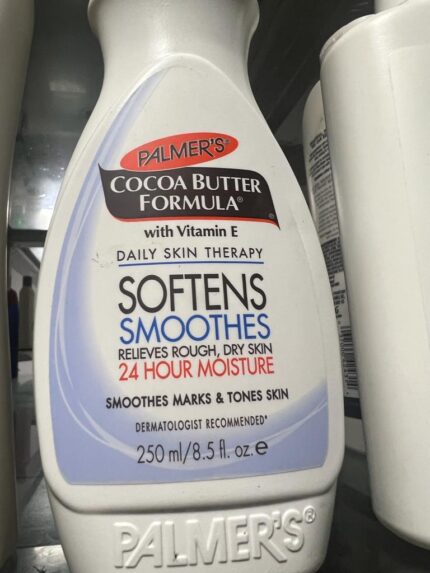 PALMER'S®
COCOA BUTTER
FORMULA®
with Vitamin E
DAILY SKIN THERAPY
SOFTENS
SMOOTHES
RELIEVES ROUGH, DRY SKIN
24 HOUR MOISTURE
SMOOTHES MARKS & TONES SKIN
DERMATOLOGIST RECOMMENDED*
250 ml/8.5 fl. oz. e
PALMER'S®